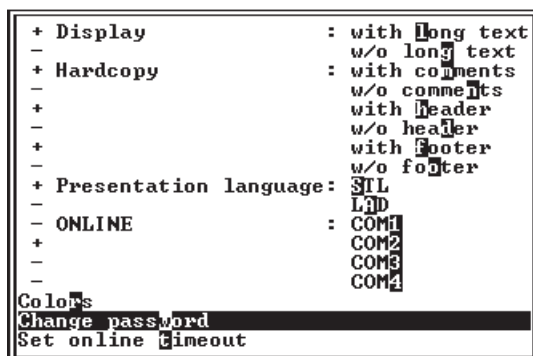 + Display : with long text
− w/o long text
+ Hardcopy : with comments
− w/o comments
+ with header
− w/o header
+ with footer
− w/o footer
+ Presentation language: STL
− LAD
− ONLINE : COM1
+ COM2
− COM3
− COM4
Colors
Change password
Set online timeout